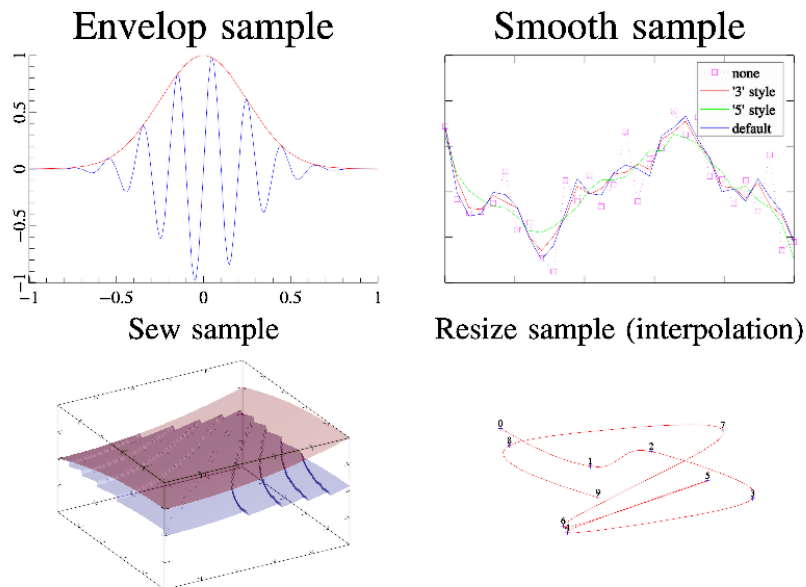 Envelop sample
1
0.5
0
−0.5
−1
−1
−0.5
0
0.5
1
Smooth sample
none
'3' style
'5' style
default
Sew sample
Resize sample (interpolation)
0
7
8
2
1
5
9
3
6
4